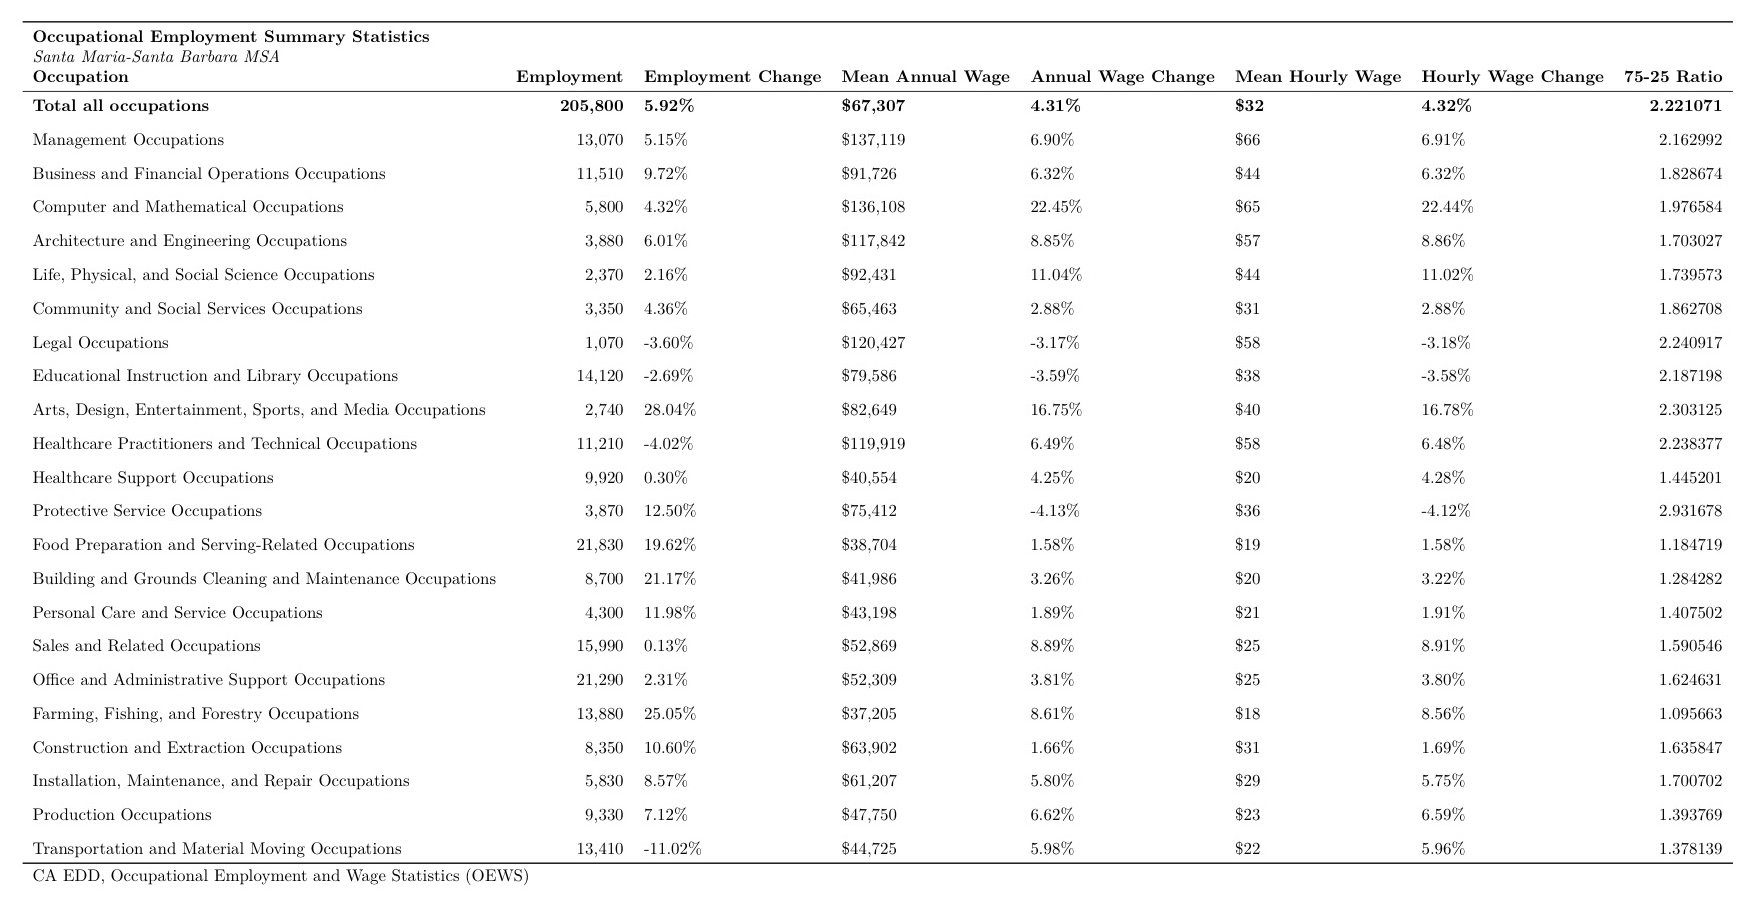 Occupational Employment Summary Statistics
Santa Maria-Santa Barbara MSA
Occupation Employment Employment Change Mean Annual Wage Annual Wage Change Mean Hourly Wage Hourly Wage Change 75-25 Ratio
Total all occupations 205,800 5.92% $67,307 4.31% $32 4.32% 2.221071
Management Occupations 13,070 5.15% $137,119 6.90% $66 6.91% 2.162992
Business and Financial Operations Occupations 11,510 9.72% $91,726 6.32% $44 6.32% 1.828674
Computer and Mathematical Occupations 5,800 4.32% $136,108 22.45% $65 22.44% 1.976584
Architecture and Engineering Occupations 3,880 6.01% $117,842 8.85% $57 8.86% 1.703027
Life, Physical, and Social Science Occupations 2,370 2.16% $92,431 11.04% $44 11.02% 1.739573
Community and Social Services Occupations 3,350 4.36% $65,463 2.88% $31 2.88% 1.862708
Legal Occupations 1,070 -3.60% $120,427 -3.17% $58 -3.18% 2.240917
Educational Instruction and Library Occupations 14,120 -2.69% $79,586 -3.59% $38 -3.58% 2.187198
Arts, Design, Entertainment, Sports, and Media Occupations 2,740 28.04% $82,649 16.75% $40 16.78% 2.303125
Healthcare Practitioners and Technical Occupations 11,210 -4.02% $119,919 6.49% $58 6.48% 2.238377
Healthcare Support Occupations 9,920 0.30% $40,554 4.25% $20 4.28% 1.445201
Protective Service Occupations 3,870 12.50% $75,412 -4.13% $36 -4.12% 2.931678
Food Preparation and Serving-Related Occupations 21,830 19.62% $38,704 1.58% $19 1.58% 1.184719
Building and Grounds Cleaning and Maintenance Occupations 8,700 21.17% $41,986 3.26% $20 3.22% 1.284282
Personal Care and Service Occupations 4,300 11.98% $43,198 1.89% $21 1.91% 1.407502
Sales and Related Occupations 15,990 0.13% $52,869 8.89% $25 8.91% 1.590546
Office and Administrative Support Occupations 21,290 2.31% $52,309 3.81% $25 3.80% 1.624631
Farming, Fishing, and Forestry Occupations 13,880 25.05% $37,205 8.61% $18 8.56% 1.095663
Construction and Extraction Occupations 8,350 10.60% $63,902 1.66% $31 1.69% 1.635847
Installation, Maintenance, and Repair Occupations 5,830 8.57% $61,207 5.80% $29 5.75% 1.700702
Production Occupations 9,330 7.12% $47,750 6.62% $23 6.59% 1.393769
Transportation and Material Moving Occupations 13,410 -11.02% $44,725 5.98% $22 5.96% 1.378139
CA EDD, Occupational Employment and Wage Statistics (OEWS)